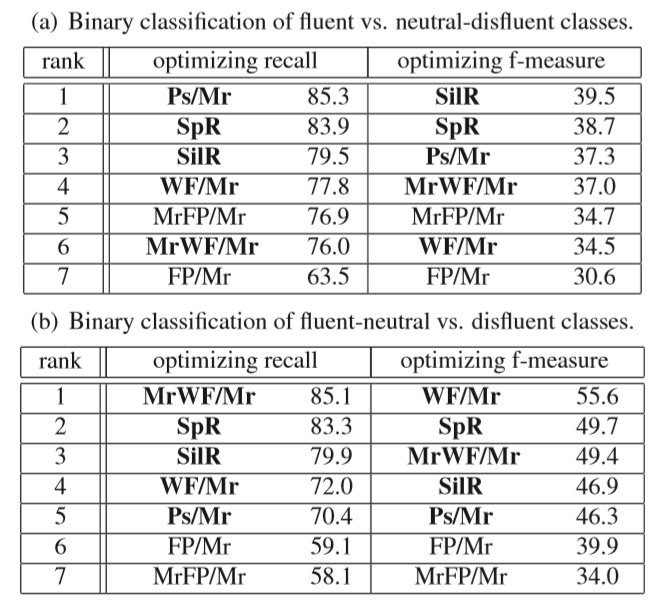 (a) Binary classification of fluent vs. neutral-disfluent classes.
rank optimizing recall optimizing f-measure
1 Ps/Mr 85.3 SilR 39.5
2 SpR 83.9 SpR 38.7
3 SilR 79.5 Ps/Mr 37.3
4 WF/Mr 77.8 MrWF/Mr 37.0
5 MrFP/Mr 76.9 MrFP/Mr 34.7
6 MrWF/Mr 76.0 WF/Mr 34.5
7 FP/Mr 63.5 FP/Mr 30.6
(b) Binary classification of fluent-neutral vs. disfluent classes.
rank optimizing recall optimizing f-measure
1 MrWF/Mr 85.1 WF/Mr 55.6
2 SpR 83.3 SpR 49.7
3 SilR 79.9 MrWF/Mr 49.4
4 WF/Mr 72.0 SilR 46.9
5 Ps/Mr 70.4 Ps/Mr 46.3
6 FP/Mr 59.1 FP/Mr 39.9
7 MrFP/Mr 58.1 MrFP/Mr 34.0